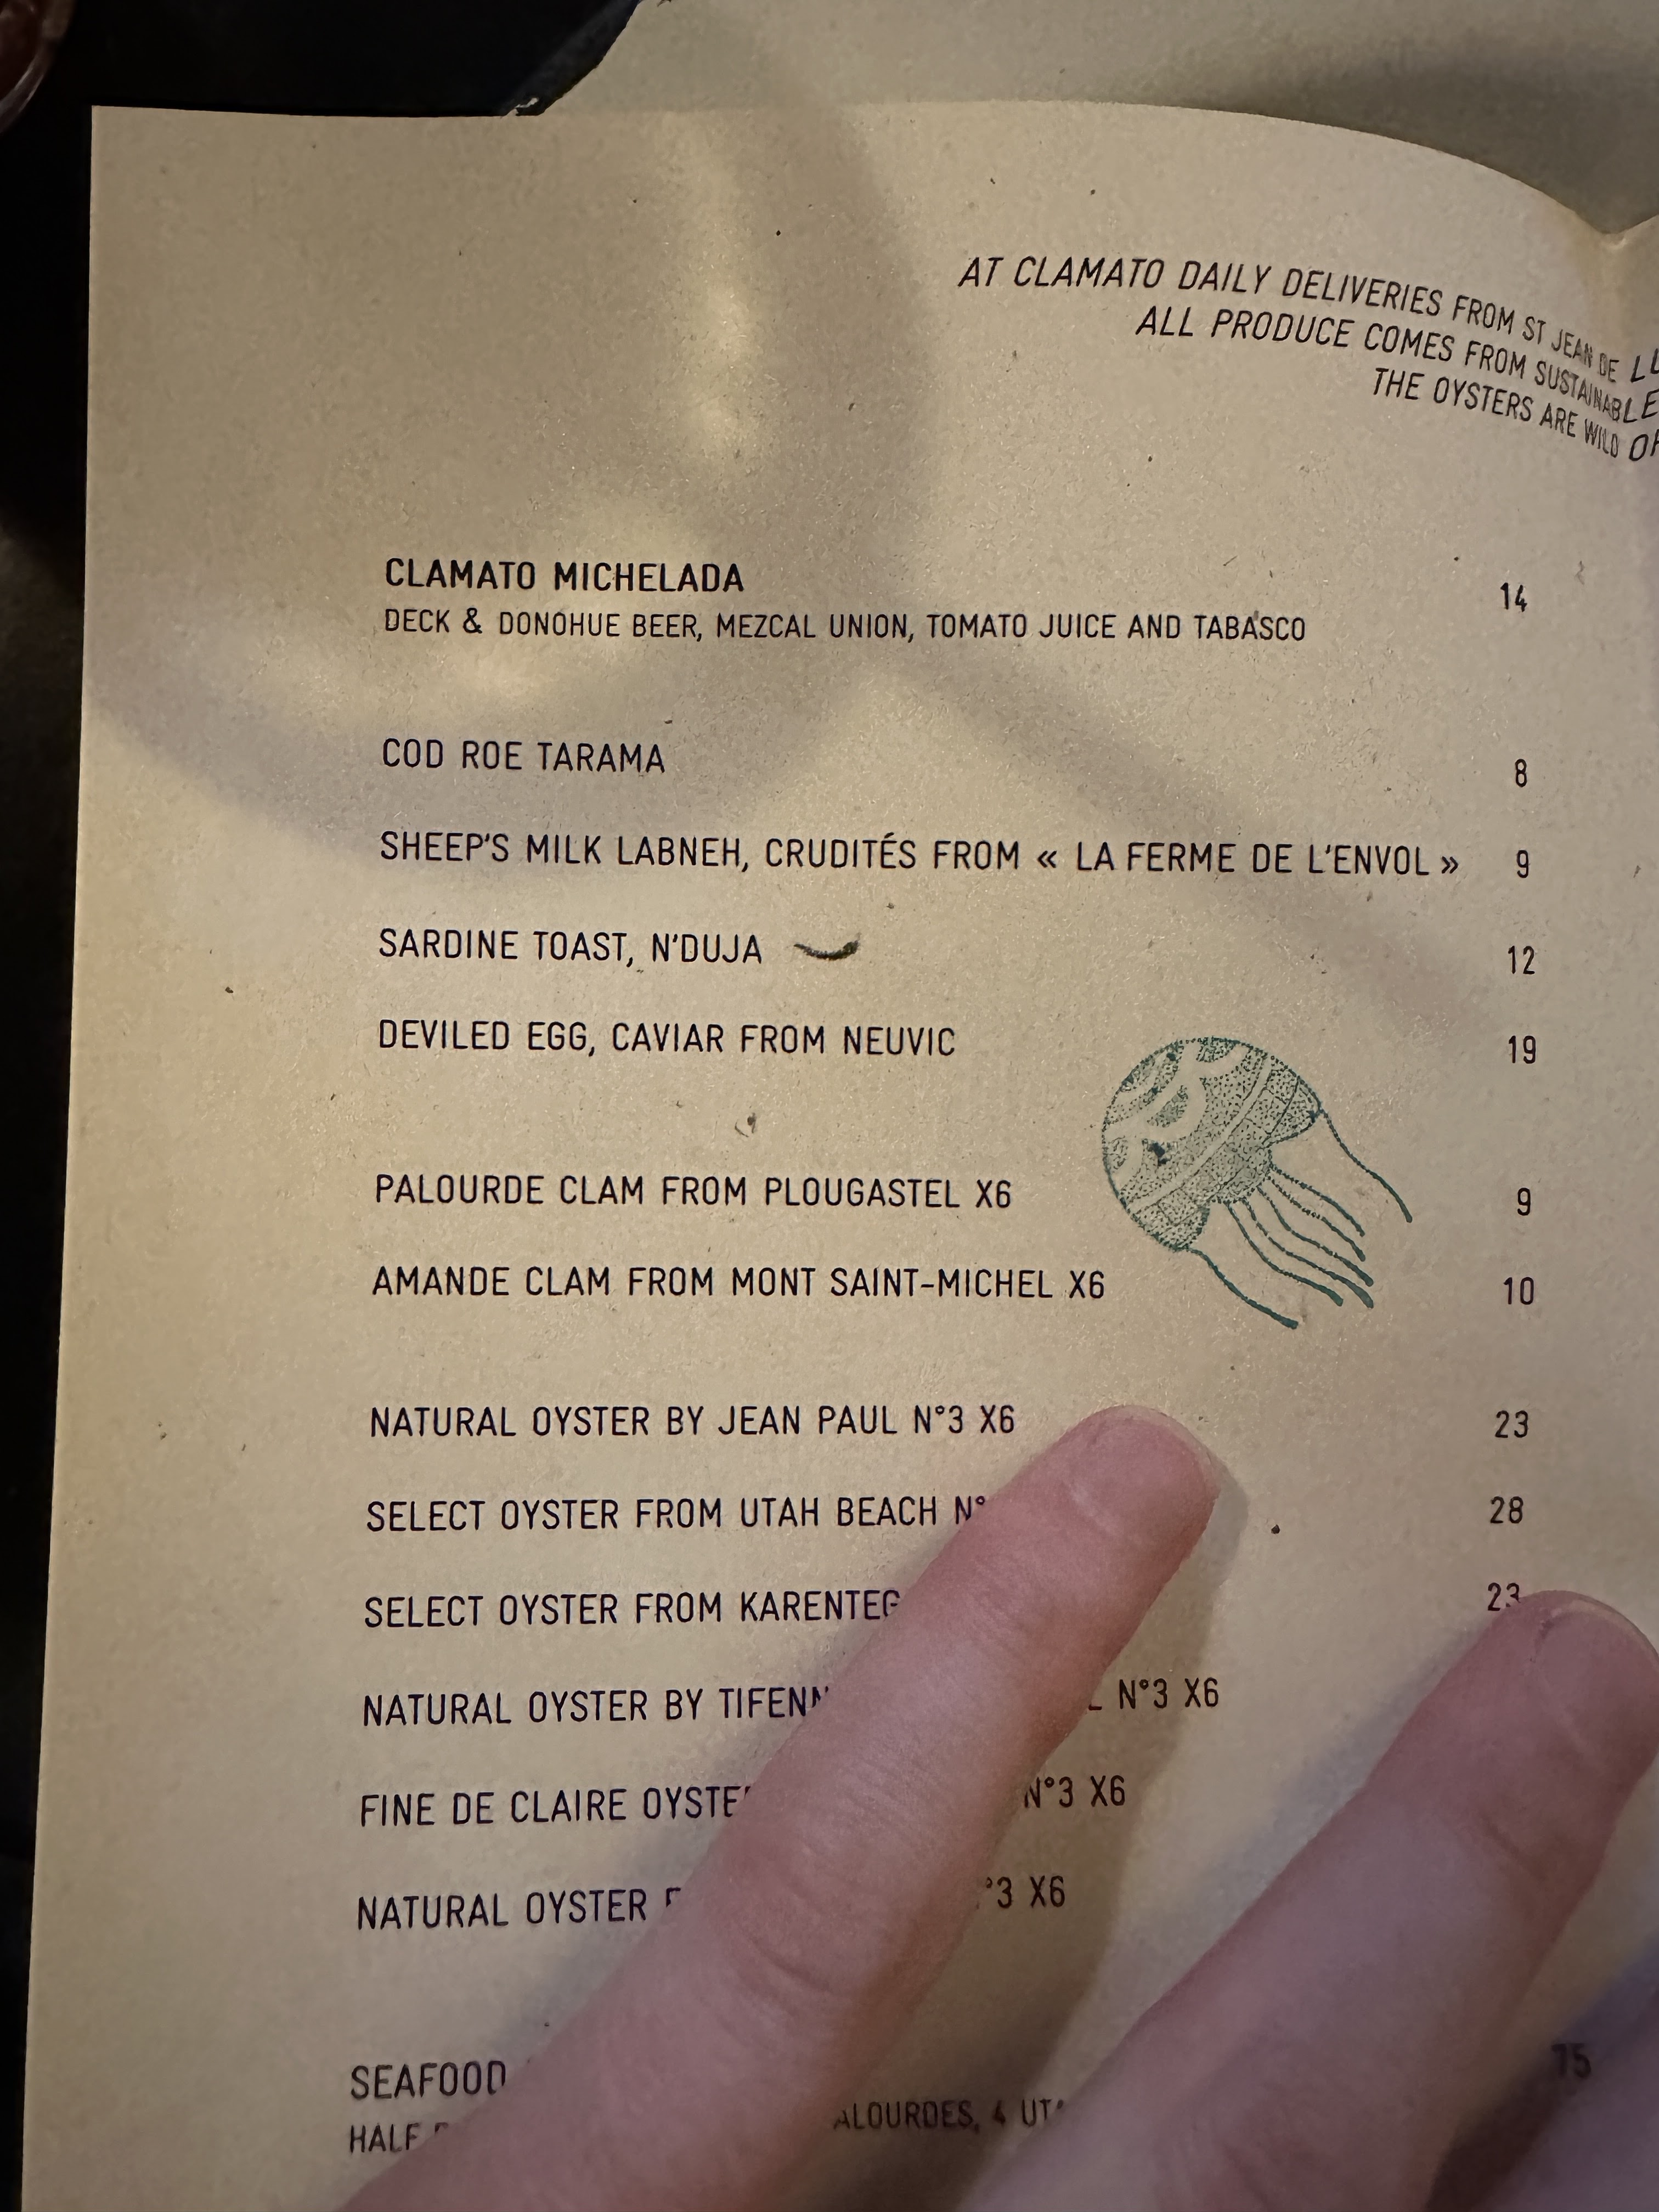 AT CLAMATO DAILY DELIVERIES FROM ST JEAN DE
ALL PRODUCE COMES FROM SUSTAINABLE
THE OYSTERS ARE WILD
CLAMATO MICHELADA 14
DECK & DONOHUE BEER, MEZCAL UNION, TOMATO JUICE AND TABASCO
COD ROE TARAMA 8
SHEEP'S MILK LABNEH, CRUDITÉS FROM « LA FERME DE L'ENVOL » 9
SARDINE TOAST, N'DUJA 12
DEVILED EGG, CAVIAR FROM NEUVIC 19
PALOURDE CLAM FROM PLOUGASTEL X6 9
AMANDE CLAM FROM MONT SAINT-MICHEL X6 10
NATURAL OYSTER BY JEAN PAUL N°3 X6 23
SELECT OYSTER FROM UTAH BEACH N° 28
SELECT OYSTER FROM 23
NATURAL OYSTER BY N°3 X6
FINE DE CLAIRE N°3 X6
NATURAL OYSTER °3 X6
SEAFOOD 75
HALF 4